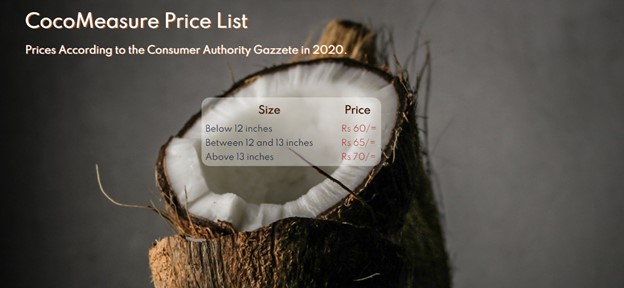 CocoMeasure Price List
Prices According to the Consumer Authority Gazzete in 2020.
Size Price
Below 12 inches Rs 60/=
Between 12 and 13 inches Rs 65/=
Above 13 inches Rs 70/=